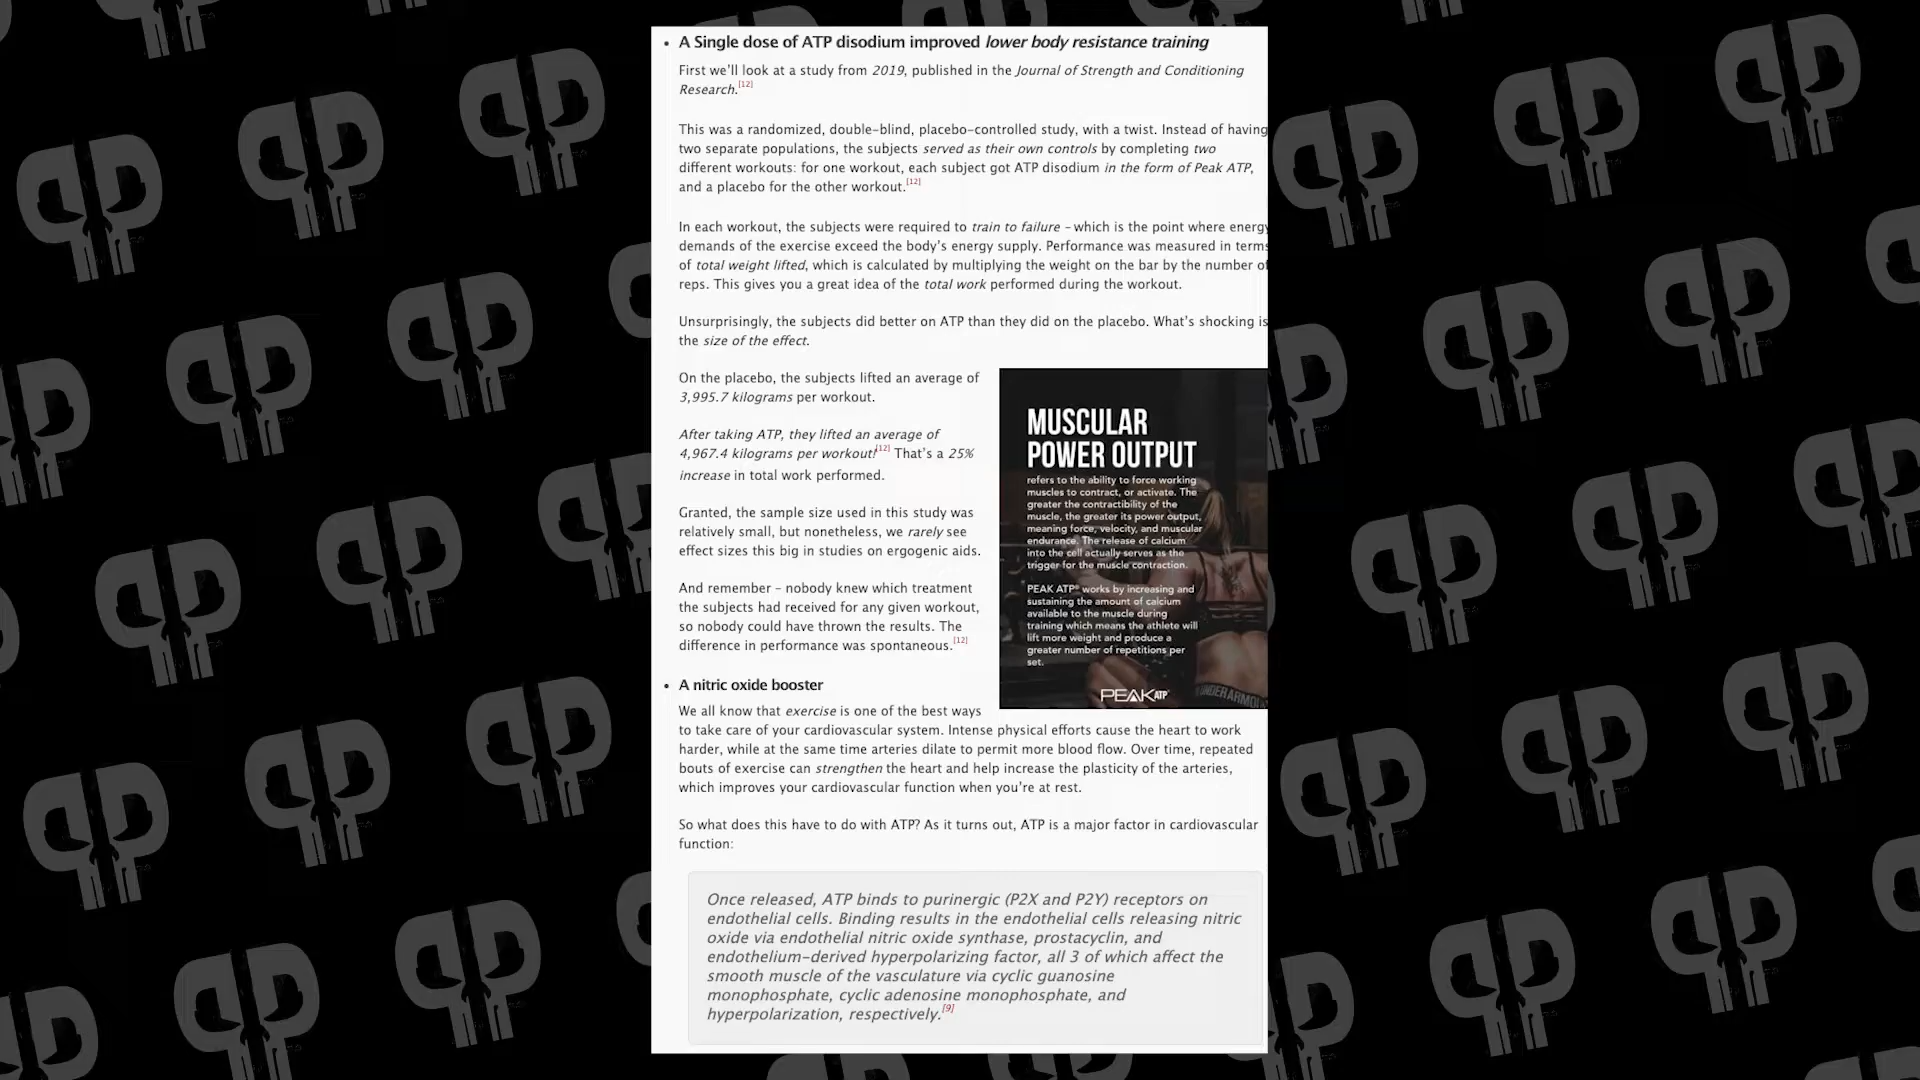 • A Single dose of ATP disodium improved lower body resistance training
First we'll look at a study from 2019, published in the Journal of Strength and Conditioning
Research.[12]
This was a randomized, double-blind, placebo-controlled study, with a twist. Instead of having
two separate populations, the subjects served as their own controls by completing two
different workouts: for one workout, each subject got ATP disodium in the form of Peak ATP,
and a placebo for the other workout.[12]
In each workout, the subjects were required to train to failure – which is the point where energy
demands of the exercise exceed the body's energy supply. Performance was measured in terms
of total weight lifted, which is calculated by multiplying the weight on the bar by the number of
reps. This gives you a great idea of the total work performed during the workout.
Unsurprisingly, the subjects did better on ATP than they did on the placebo. What's shocking is
the size of the effect.
On the placebo, the subjects lifted an average of
3,995.7 kilograms per workout.
After taking ATP, they lifted an average of
4,967.4 kilograms per workout![12] That's a 25%
increase in total work performed.
Granted, the sample size used in this study was
relatively small, but nonetheless, we rarely see
effect sizes this big in studies on ergogenic aids.
And remember – nobody knew which treatment
the subjects had received for any given workout,
so nobody could have thrown the results. The
difference in performance was spontaneous.[12]
MUSCULAR
POWER OUTPUT
refers to the ability to force working
muscles to contract, or activate. The
greater the contractibility of the
muscle, the greater its power output,
meaning force, velocity, and muscular
endurance. The release of calcium
into the cell actually serves as the
trigger for the muscle contraction.
PEAK ATP® works by increasing and
sustaining the amount of calcium
available to the muscle during
training which means the athlete will
lift more weight and produce a
greater number of repetitions per
set.
UNDER ARMOU
PEAK ATP®
• A nitric oxide booster
We all know that exercise is one of the best ways
to take care of your cardiovascular system. Intense physical efforts cause the heart to work
harder, while at the same time arteries dilate to permit more blood flow. Over time, repeated
bouts of exercise can strengthen the heart and help increase the plasticity of the arteries,
which improves your cardiovascular function when you're at rest.
So what does this have to do with ATP? As it turns out, ATP is a major factor in cardiovascular
function:
Once released, ATP binds to purinergic (P2X and P2Y) receptors on
endothelial cells. Binding results in the endothelial cells releasing nitric
oxide via endothelial nitric oxide synthase, prostacyclin, and
endothelium-derived hyperpolarizing factor, all 3 of which affect the
smooth muscle of the vasculature via cyclic guanosine
monophosphate, cyclic adenosine monophosphate, and
hyperpolarization, respectively.[9]